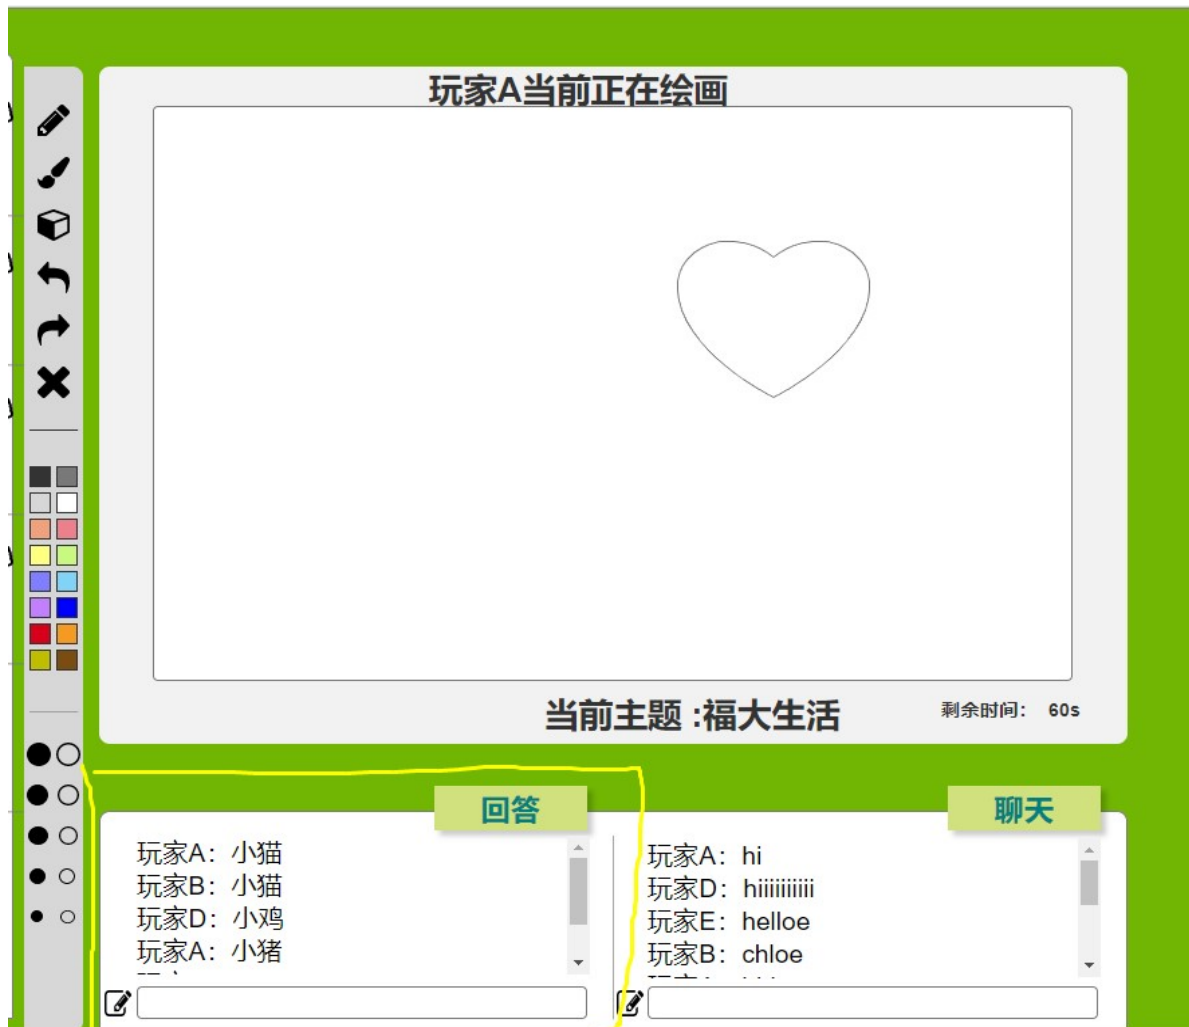 玩家A当前正在绘画
当前主题 :福大生活
剩余时间： 60s
回答
玩家A：小猫
玩家B：小猫
玩家D：小鸡
玩家A：小猪
聊天
玩家A：hi
玩家D：hiiiiiiiiii
玩家E：helloe
玩家B：chloe